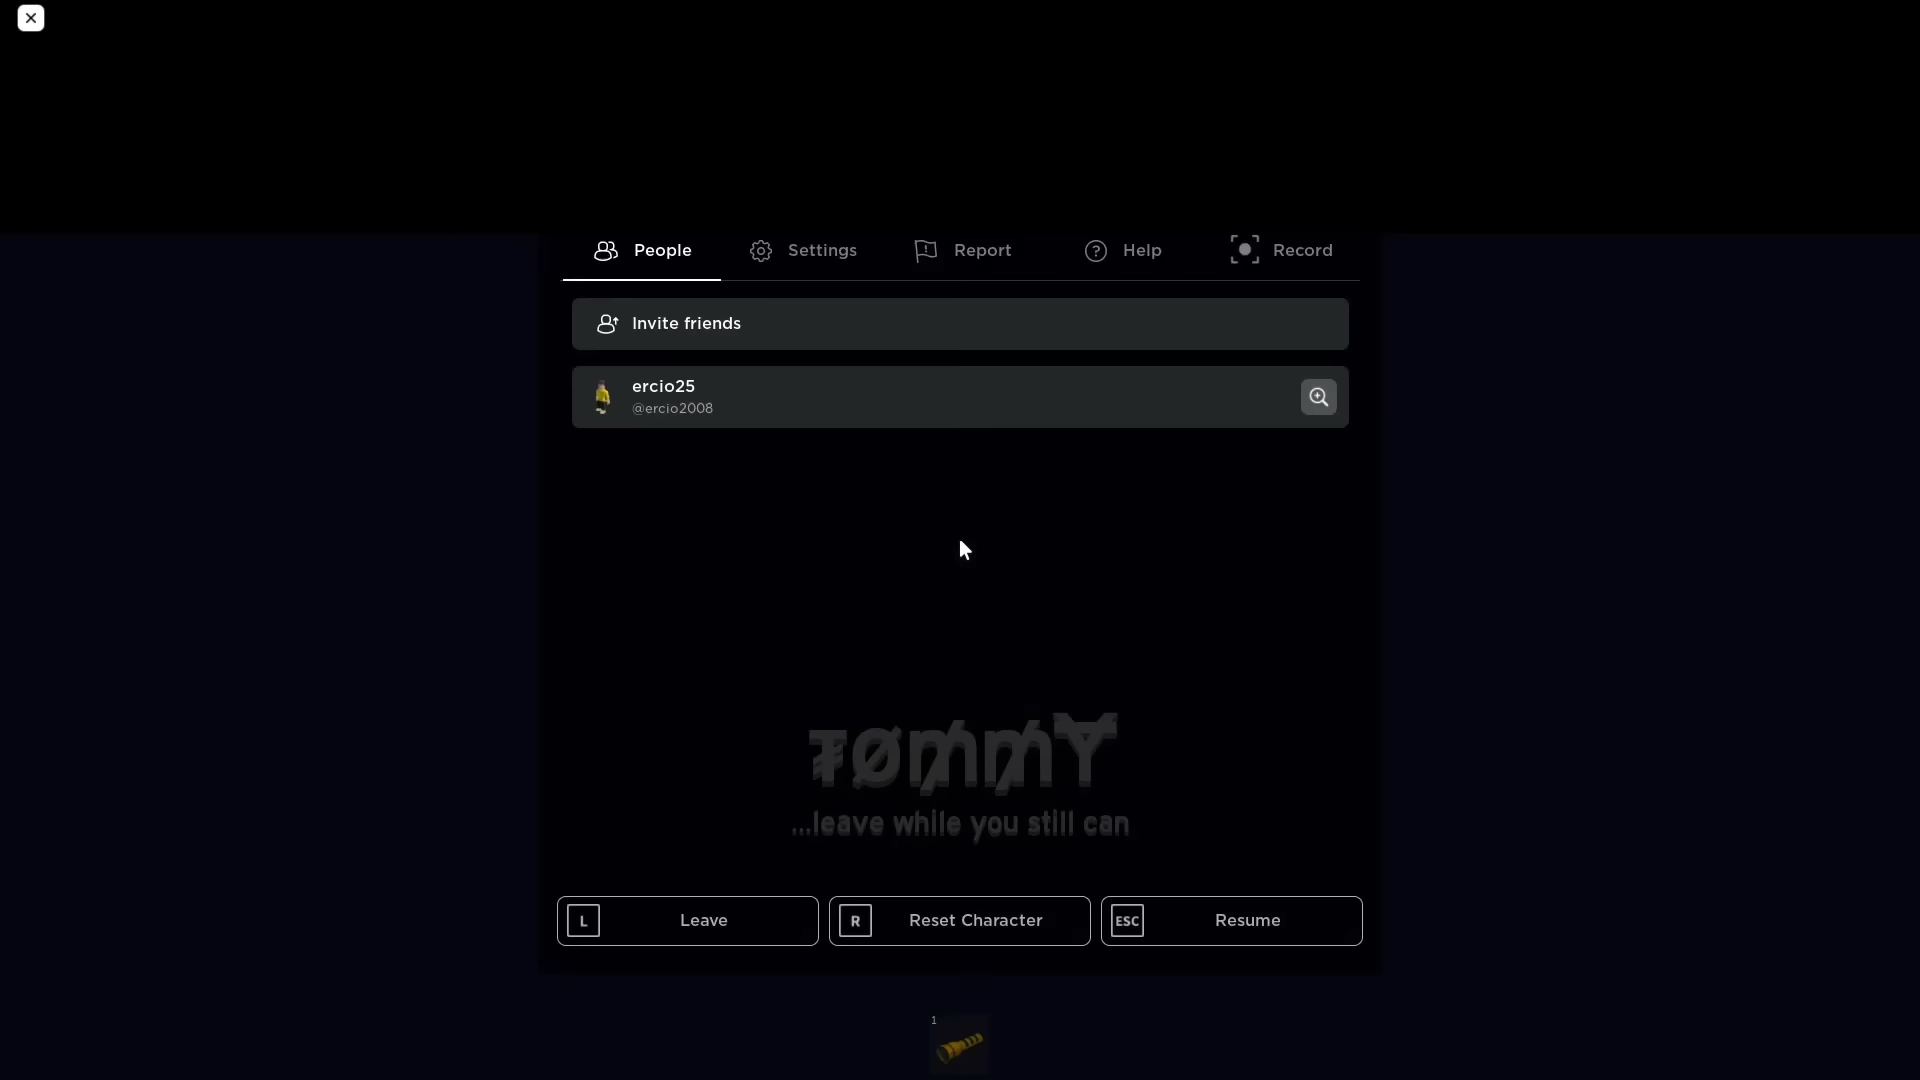 People Settings Report Help Record
Invite friends
ercio25
@ercio2008
₮ømmȲ
...leave while you still can
L Leave R Reset Character ESC Resume
1